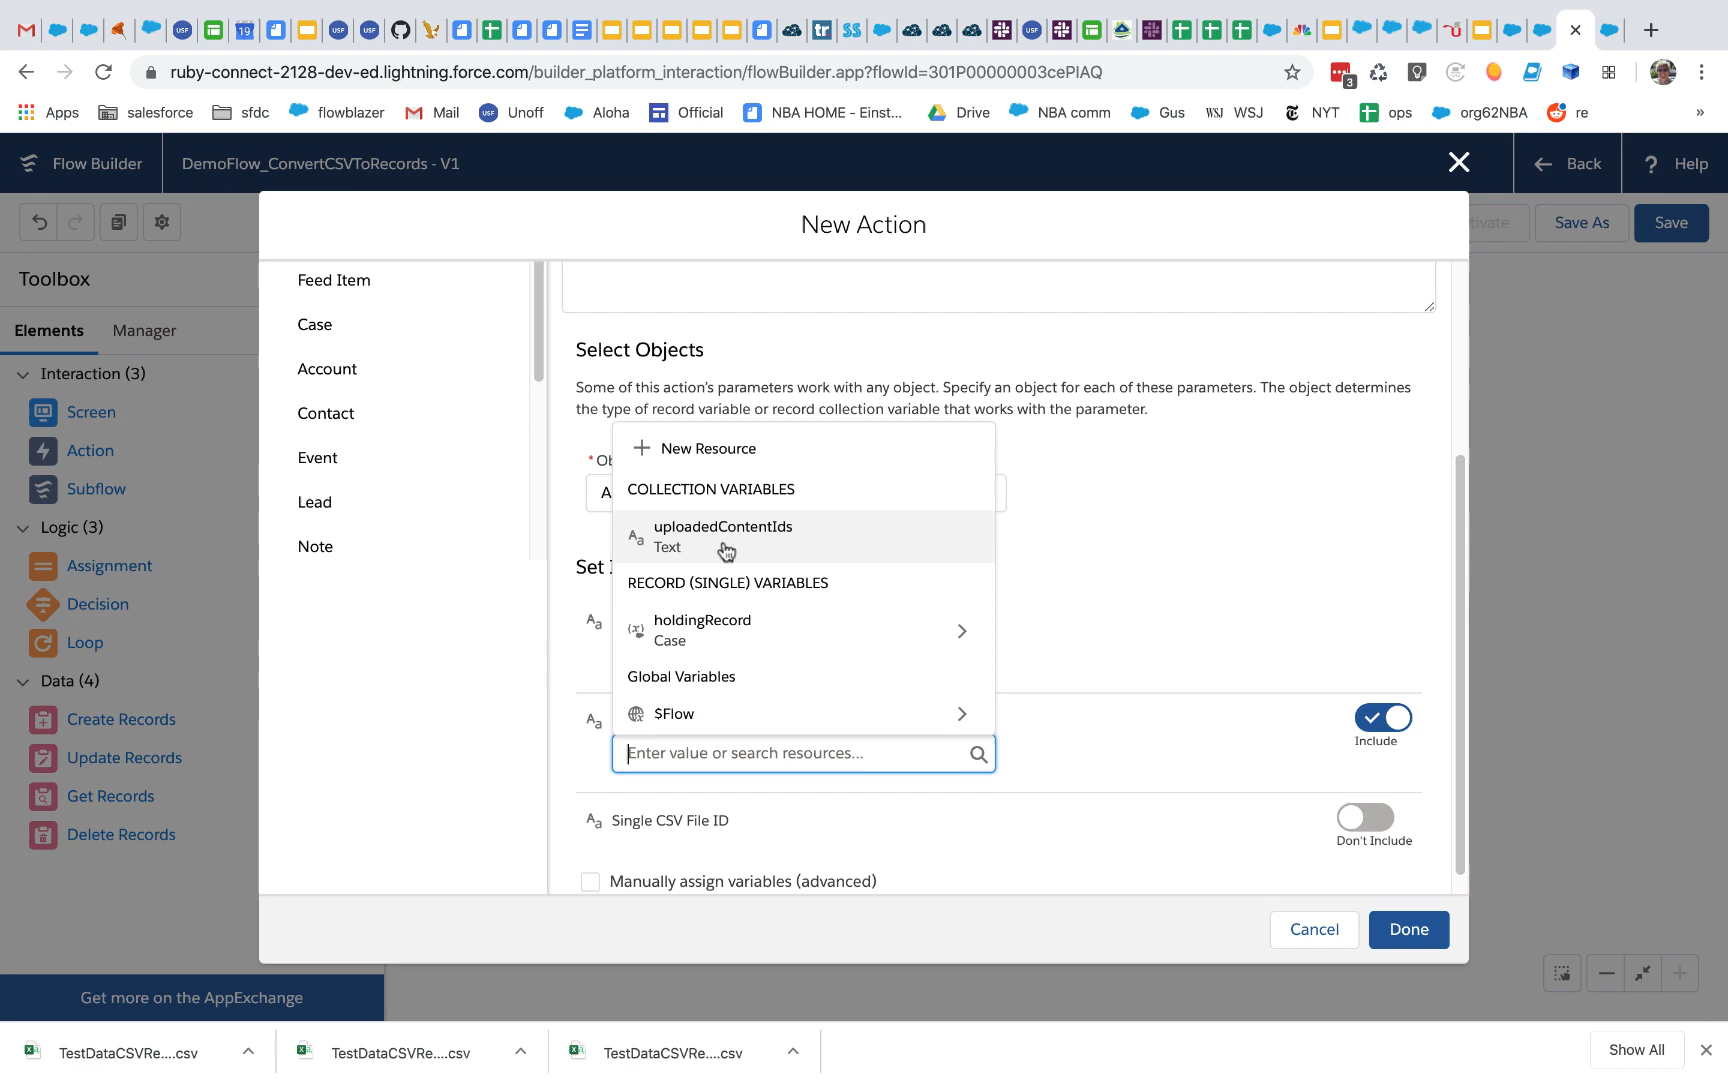 ruby-connect-2128-dev-ed.lightning.force.com/builder_platform_interaction/flowBuilder.app?flowId=301P00000003cePIAQ
Apps salesforce sfdc flowblazer Mail Unoff Aloha Official NBA HOME - Einst... Drive NBA comm Gus WSJ WSJ NYT ops org62NBA re »
Flow Builder
DemoFlow_ConvertCSVToRecords - V1
Back
? Help
New Action
Save As
Save
Toolbox
Elements
Manager
Interaction (3)
Screen
Action
Subflow
Logic (3)
Assignment
Decision
Loop
Data (4)
Create Records
Update Records
Get Records
Delete Records
Get more on the AppExchange
Feed Item
Case
Account
Contact
Event
Lead
Note
Select Objects
Some of this action's parameters work with any object. Specify an object for each of these parameters. The object determines
the type of record variable or record collection variable that works with the parameter.
New Resource
COLLECTION VARIABLES
Aa uploadedContentIds
Text
RECORD (SINGLE) VARIABLES
holdingRecord
Case
Global Variables
$Flow
Enter value or search resources...
Include
Aa Single CSV File ID
Don't Include
Manually assign variables (advanced)
Cancel
Done
TestDataCSVRe....csv
TestDataCSVRe....csv
TestDataCSVRe....csv
Show All